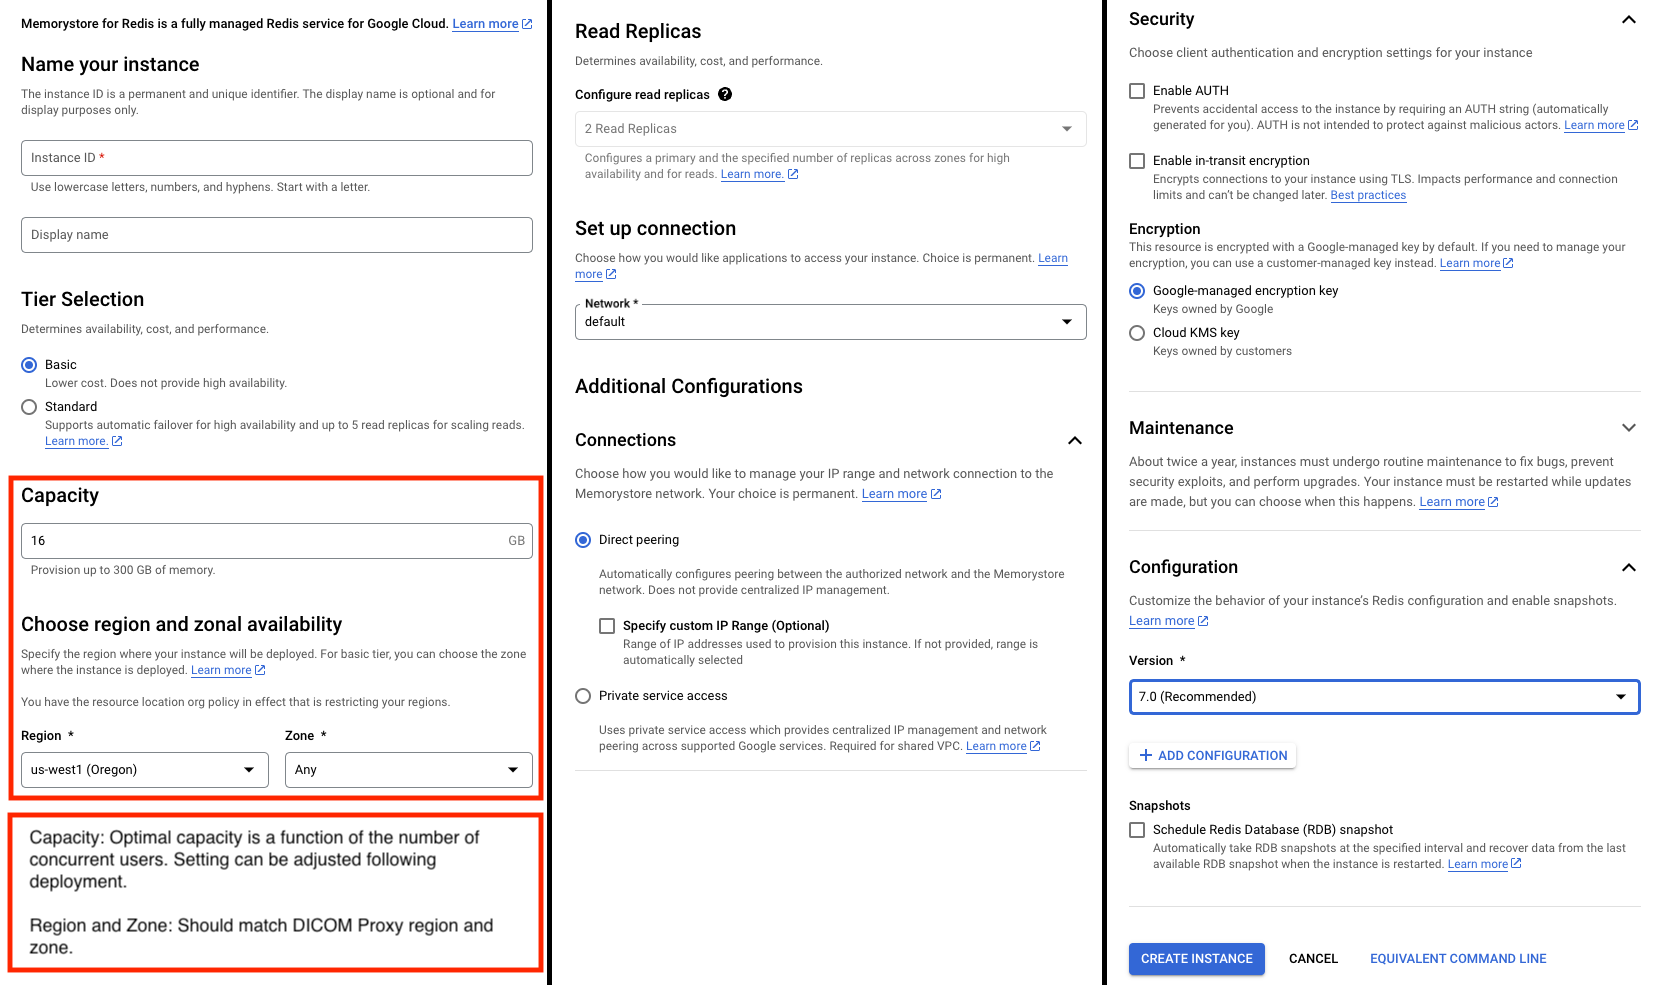 Memorystore for Redis is a fully managed Redis service for Google Cloud. Learn more
Name your instance
The instance ID is a permanent and unique identifier. The display name is optional and for
display purposes only.
Instance ID *
Use lowercase letters, numbers, and hyphens. Start with a letter.
Display name
Tier Selection
Determines availability, cost, and performance.
Basic
Lower cost. Does not provide high availability.
Standard
Supports automatic failover for high availability and up to 5 read replicas for scaling reads.
Learn more.
Capacity
16 GB
Provision up to 300 GB of memory.
Choose region and zonal availability
Specify the region where your instance will be deployed. For basic tier, you can choose the zone
where the instance is deployed. Learn more
You have the resource location org policy in effect that is restricting your regions.
Region * Zone *
us-west1 (Oregon) Any
Capacity: Optimal capacity is a function of the number of
concurrent users. Setting can be adjusted following
deployment.
Region and Zone: Should match DICOM Proxy region and
zone.
Read Replicas
Determines availability, cost, and performance.
Configure read replicas ?
2 Read Replicas
Configures a primary and the specified number of replicas across zones for high
availability and for reads. Learn more.
Set up connection
Choose how you would like applications to access your instance. Choice is permanent. Learn
more
Network *
default
Additional Configurations
Connections
Choose how you would like to manage your IP range and network connection to the
Memorystore network. Your choice is permanent. Learn more
Direct peering
Automatically configures peering between the authorized network and the Memorystore
network. Does not provide centralized IP management.
Specify custom IP Range (Optional)
Range of IP addresses used to provision this instance. If not provided, range is
automatically selected
Private service access
Uses private service access which provides centralized IP management and network
peering across supported Google services. Required for shared VPC. Learn more
Security
Choose client authentication and encryption settings for your instance
Enable AUTH
Prevents accidental access to the instance by requiring an AUTH string (automatically
generated for you). AUTH is not intended to protect against malicious actors. Learn more
Enable in-transit encryption
Encrypts connections to your instance using TLS. Impacts performance and connection
limits and can't be changed later. Best practices
Encryption
This resource is encrypted with a Google-managed key by default. If you need to manage your
encryption, you can use a customer-managed key instead. Learn more
Google-managed encryption key
Keys owned by Google
Cloud KMS key
Keys owned by customers
Maintenance
About twice a year, instances must undergo routine maintenance to fix bugs, prevent
security exploits, and perform upgrades. Your instance must be restarted while updates
are made, but you can choose when this happens. Learn more
Configuration
Customize the behavior of your instance's Redis configuration and enable snapshots.
Learn more
Version *
7.0 (Recommended)
+ ADD CONFIGURATION
Snapshots
Schedule Redis Database (RDB) snapshot
Automatically take RDB snapshots at the specified interval and recover data from the last
available RDB snapshot when the instance is restarted. Learn more
CREATE INSTANCE CANCEL EQUIVALENT COMMAND LINE